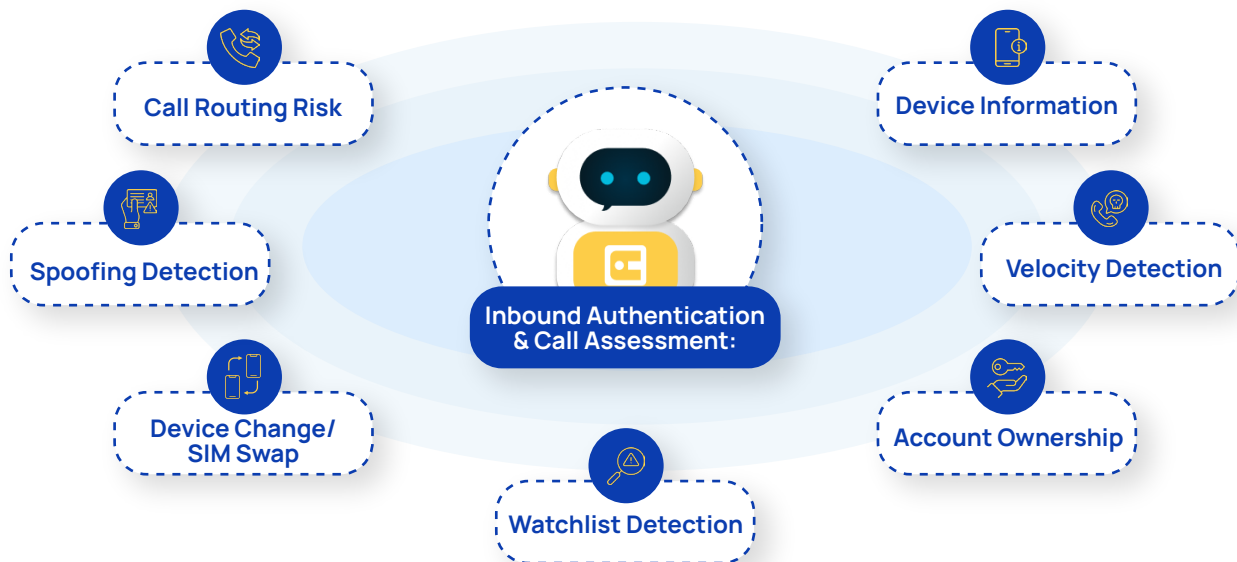 Call Routing Risk
Device Information
Spoofing Detection
Velocity Detection
Inbound Authentication
& Call Assessment:
Device Change/
SIM Swap
Account Ownership
Watchlist Detection